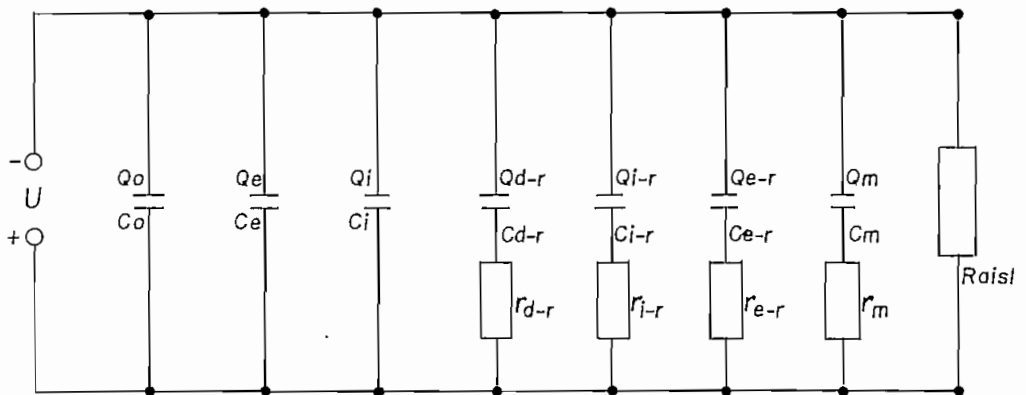 -
U
+
Qo
Co
Qe
Ce
Qi
Ci
Qd-r
Cd-r
rd-r
Qi-r
Ci-r
ri-r
Qe-r
Ce-r
re-r
Qm
Cm
rm
Raisl